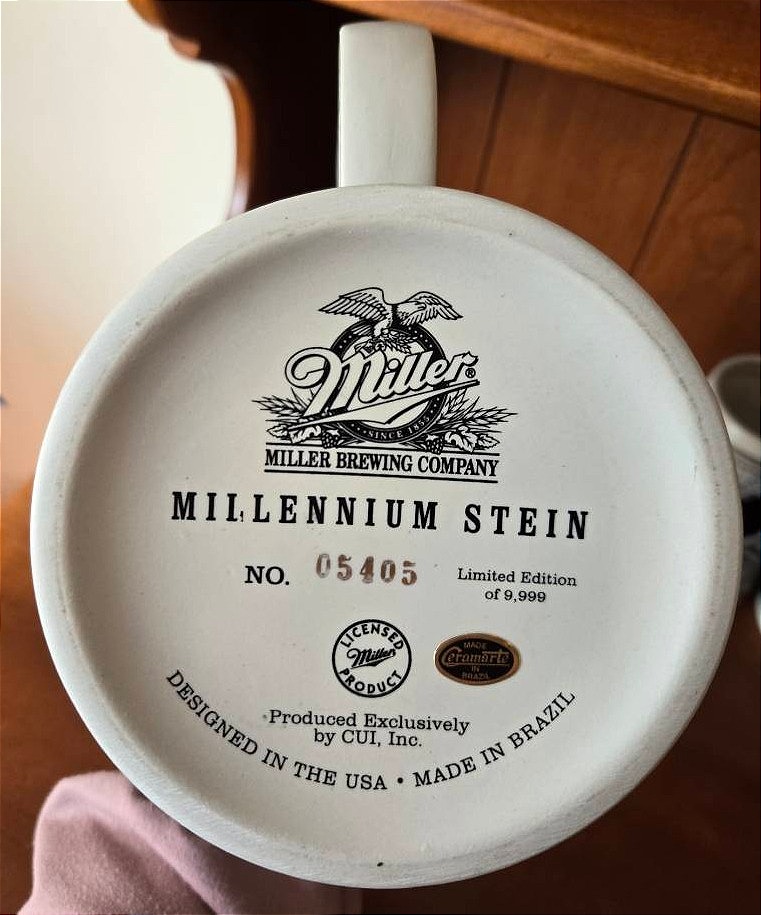 Miller®
SINCE 1855
MILLER BREWING COMPANY
MILLENNIUM STEIN
NO. 05405
Limited Edition
of 9,999
LICENSED
Miller
PRODUCT
MADE
Ceramarte
IN
BRAZIL
Produced Exclusively
by CUI, Inc.
DESIGNED IN THE USA • MADE IN BRAZIL